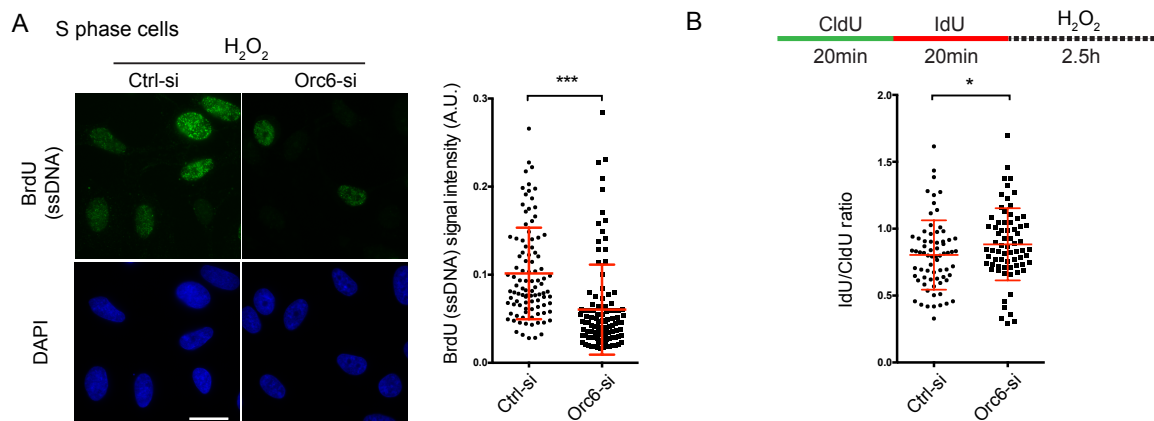 A
S phase cells
H₂O₂
Ctrl-si
Orc6-si
BrdU
(ssDNA)
DAPI
BrdU (ssDNA) signal intensity (A.U.)
0.3
0.2
0.1
0.0
***
Ctrl-si
Orc6-si
B
CldU
IdU
H₂O₂
20min
20min
2.5h
IdU/CldU ratio
2.0
1.5
1.0
0.5
0.0
*
Ctrl-si
Orc6-si